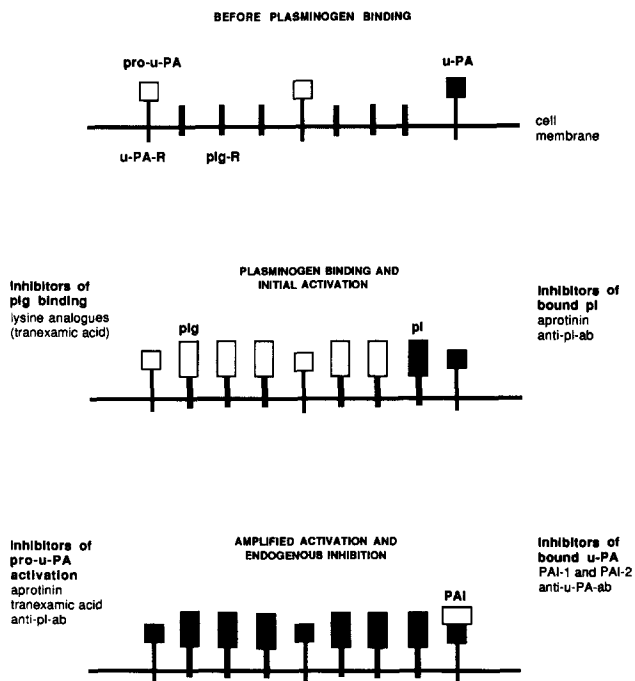 BEFORE PLASMINOGEN BINDING
pro-u-PA
u-PA
cell
membrane
u-PA-R
plg-R
PLASMINOGEN BINDING AND
INITIAL ACTIVATION
Inhibitors of
plg binding
lysine analogues
(tranexamic acid)
Inhibitors of
bound pl
aprotinin
anti-pl-ab
plg
pl
AMPLIFIED ACTIVATION AND
ENDOGENOUS INHIBITION
Inhibitors of
pro-u-PA
activation
aprotinin
tranexamic acid
anti-pl-ab
Inhibitors of
bound u-PA
PAI-1 and PAI-2
anti-u-PA-ab
PAI